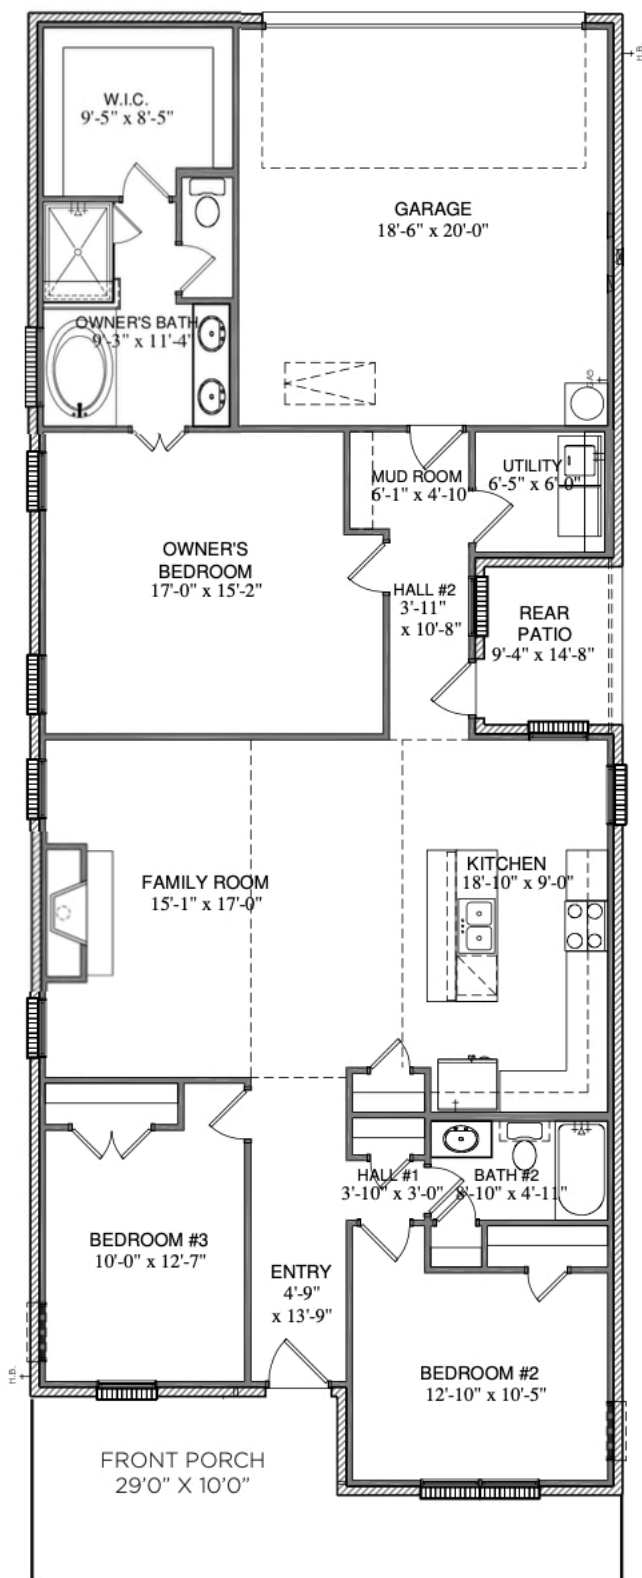 H.B.
W.I.C.
9'-5" x 8'-5"
GARAGE
18'-6" x 20'-0"
OWNER'S BATH
9'-3" x 11'-4"
GAS
MUD ROOM
6'-1" x 4'-10
UTILITY
6'-5" x 6'-0"
OWNER'S
BEDROOM
17'-0" x 15'-2"
HALL #2
3'-11"
x 10'-8"
REAR
PATIO
9'-4" x 14'-8"
FAMILY ROOM
15'-1" x 17'-0"
KITCHEN
18'-10" x 9'-0"
HALL #1
3'-10" x 3'-0"
BATH #2
8'-10" x 4'-11"
BEDROOM #3
10'-0" x 12'-7"
ENTRY
4'-9"
x 13'-9"
BEDROOM #2
12'-10" x 10'-5"
H.B.
FRONT PORCH
29'0" X 10'0"